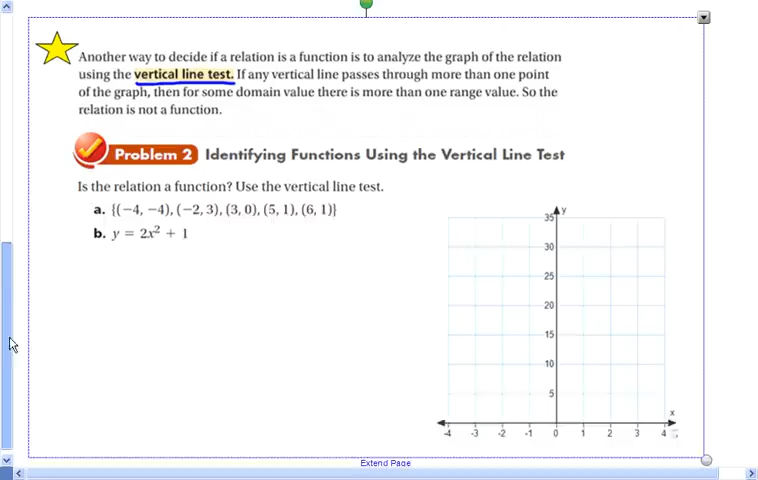 Another way to decide if a relation is a function is to analyze the graph of the relation
using the vertical line test. If any vertical line passes through more than one point
of the graph, then for some domain value there is more than one range value. So the
relation is not a function.
Problem 2 Identifying Functions Using the Vertical Line Test
Is the relation a function? Use the vertical line test.
a. {(−4, −4), (−2, 3), (3, 0), (5, 1), (6, 1)}
b. y = 2x² + 1
y
35
30
25
20
15
10
5
x
-4 -3 -2 -1 0 1 2 3 4
Extend Page